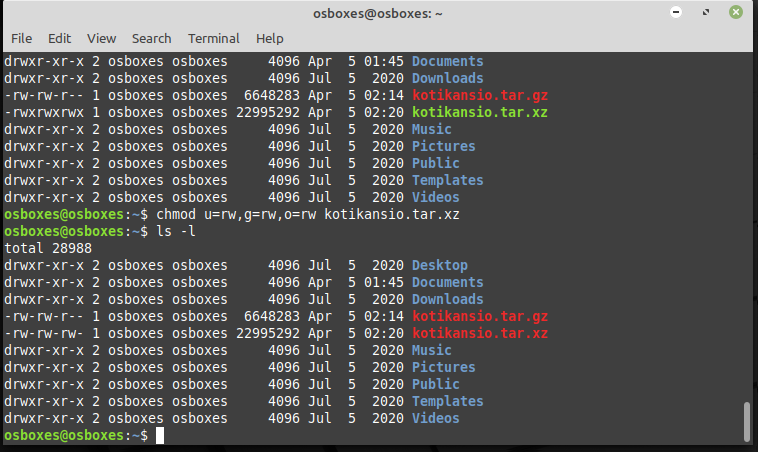 osboxes@osboxes: ~
File Edit View Search Terminal Help
drwxr-xr-x 2 osboxes osboxes     4096 Apr  5 01:45 Documents
drwxr-xr-x 2 osboxes osboxes     4096 Jul  5  2020 Downloads
-rw-rw-r-- 1 osboxes osboxes  6648283 Apr  5 02:14 kotikansio.tar.gz
-rwxrwxrwx 1 osboxes osboxes 22995292 Apr  5 02:20 kotikansio.tar.xz
drwxr-xr-x 2 osboxes osboxes     4096 Jul  5  2020 Music
drwxr-xr-x 2 osboxes osboxes     4096 Jul  5  2020 Pictures
drwxr-xr-x 2 osboxes osboxes     4096 Jul  5  2020 Public
drwxr-xr-x 2 osboxes osboxes     4096 Jul  5  2020 Templates
drwxr-xr-x 2 osboxes osboxes     4096 Jul  5  2020 Videos
osboxes@osboxes:~$ chmod u=rw,g=rw,o=rw kotikansio.tar.xz
osboxes@osboxes:~$ ls -l
total 28988
drwxr-xr-x 2 osboxes osboxes     4096 Jul  5  2020 Desktop
drwxr-xr-x 2 osboxes osboxes     4096 Apr  5 01:45 Documents
drwxr-xr-x 2 osboxes osboxes     4096 Jul  5  2020 Downloads
-rw-rw-r-- 1 osboxes osboxes  6648283 Apr  5 02:14 kotikansio.tar.gz
-rw-rw-rw- 1 osboxes osboxes 22995292 Apr  5 02:20 kotikansio.tar.xz
drwxr-xr-x 2 osboxes osboxes     4096 Jul  5  2020 Music
drwxr-xr-x 2 osboxes osboxes     4096 Jul  5  2020 Pictures
drwxr-xr-x 2 osboxes osboxes     4096 Jul  5  2020 Public
drwxr-xr-x 2 osboxes osboxes     4096 Jul  5  2020 Templates
drwxr-xr-x 2 osboxes osboxes     4096 Jul  5  2020 Videos
osboxes@osboxes:~$